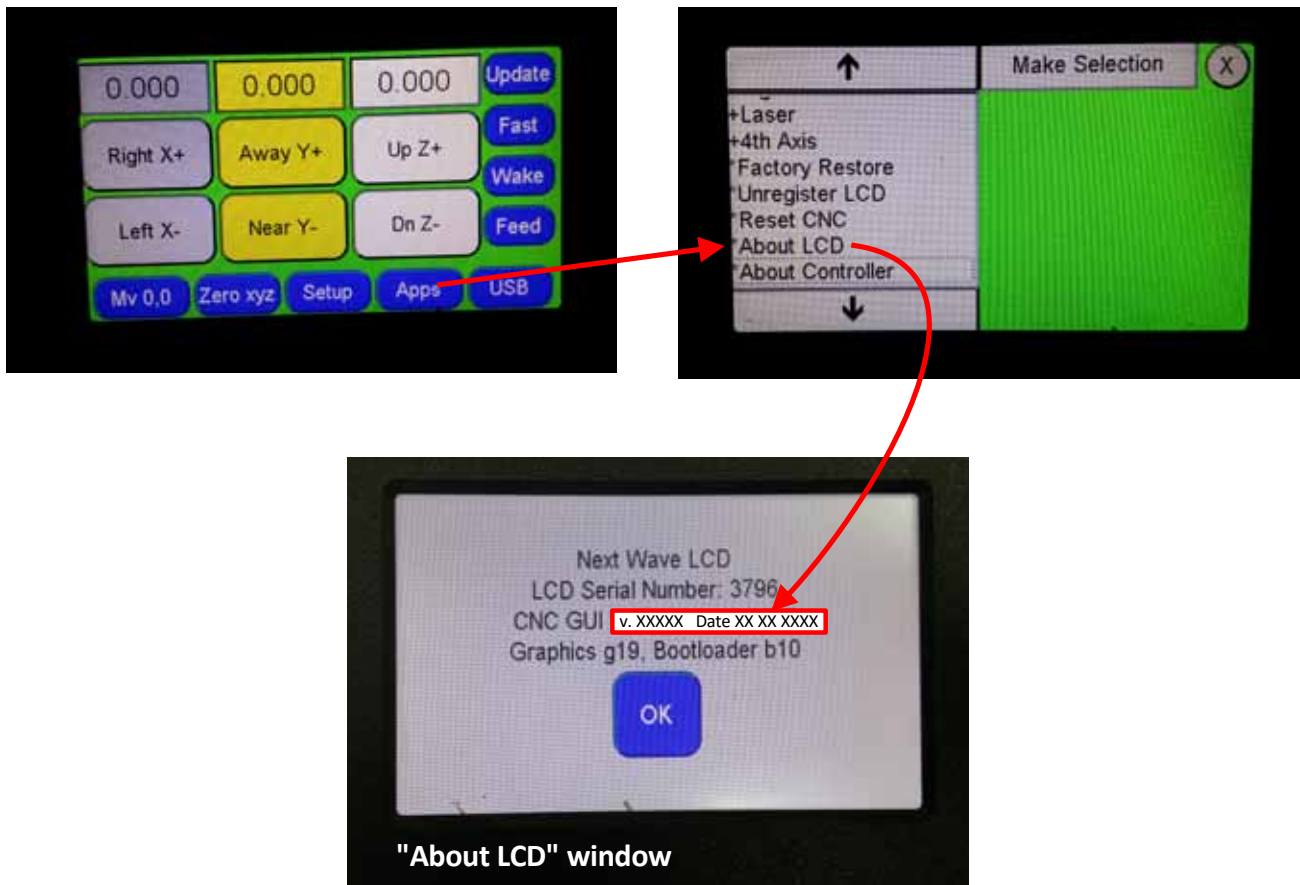 0.000 0.000 0.000 Update
Fast
Right X+ Away Y+ Up Z+
Wake
Left X- Near Y- Dn Z- Feed
Mv 0,0 Zero xyz Setup Apps USB
Make Selection X
+Laser
+4th Axis
*Factory Restore
*Unregister LCD
*Reset CNC
*About LCD
*About Controller
Next Wave LCD
LCD Serial Number: 3796
CNC GUI v. XXXXX Date XX XX XXXX
Graphics g19, Bootloader b10
OK
"About LCD" window